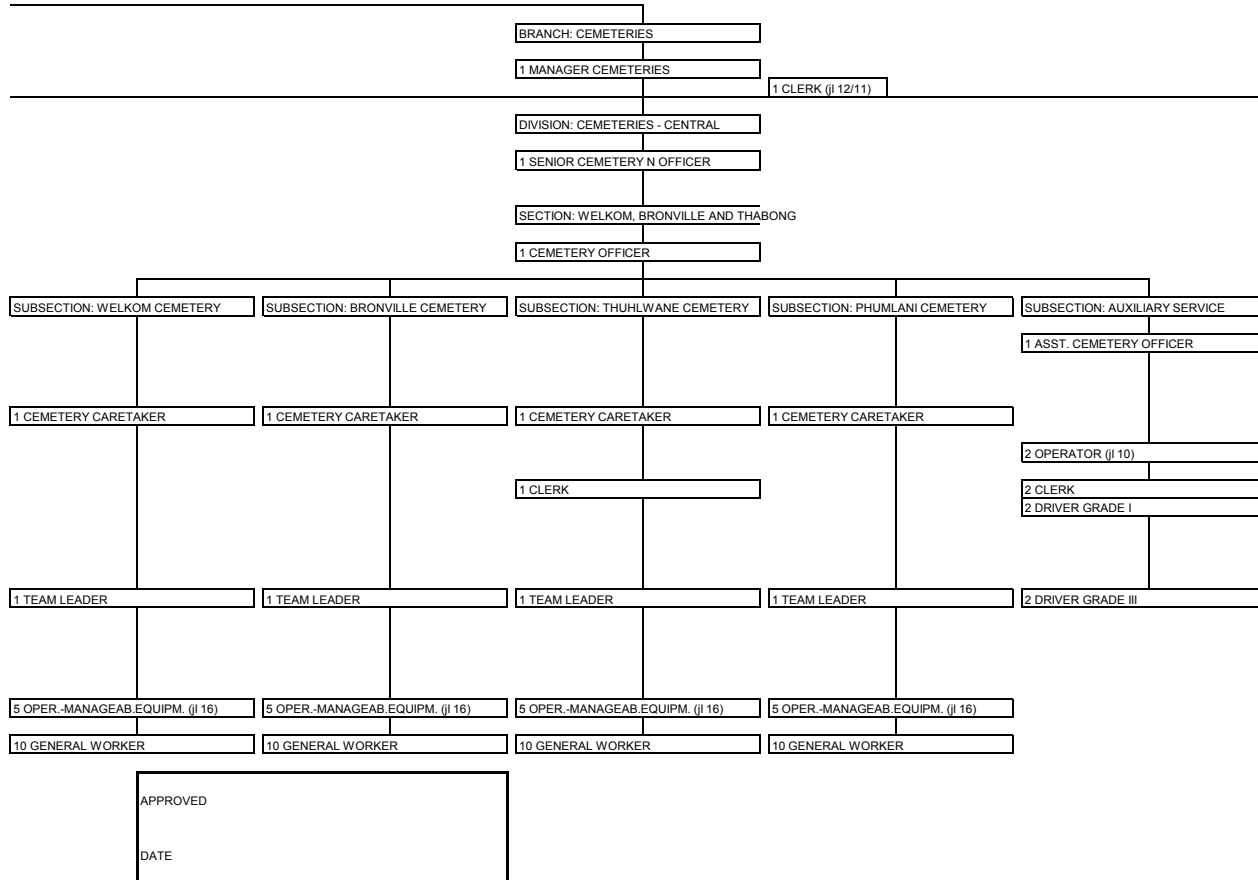 BRANCH: CEMETERIES
1 MANAGER CEMETERIES
1 CLERK (jl 12/11)
DIVISION: CEMETERIES - CENTRAL
1 SENIOR CEMETERY N OFFICER
SECTION: WELKOM, BRONVILLE AND THABONG
1 CEMETERY OFFICER
SUBSECTION: WELKOM CEMETERY
SUBSECTION: BRONVILLE CEMETERY
SUBSECTION: THUHLWANE CEMETERY
SUBSECTION: PHUMLANI CEMETERY
SUBSECTION: AUXILIARY SERVICE
1 ASST. CEMETERY OFFICER
1 CEMETERY CARETAKER
1 CEMETERY CARETAKER
1 CEMETERY CARETAKER
1 CEMETERY CARETAKER
2 OPERATOR (jl 10)
1 CLERK
2 CLERK
2 DRIVER GRADE I
1 TEAM LEADER
1 TEAM LEADER
1 TEAM LEADER
1 TEAM LEADER
2 DRIVER GRADE III
5 OPER.-MANAGEAB.EQUIPM. (jl 16)
5 OPER.-MANAGEAB.EQUIPM. (jl 16)
5 OPER.-MANAGEAB.EQUIPM. (jl 16)
5 OPER.-MANAGEAB.EQUIPM. (jl 16)
10 GENERAL WORKER
10 GENERAL WORKER
10 GENERAL WORKER
10 GENERAL WORKER
APPROVED
DATE